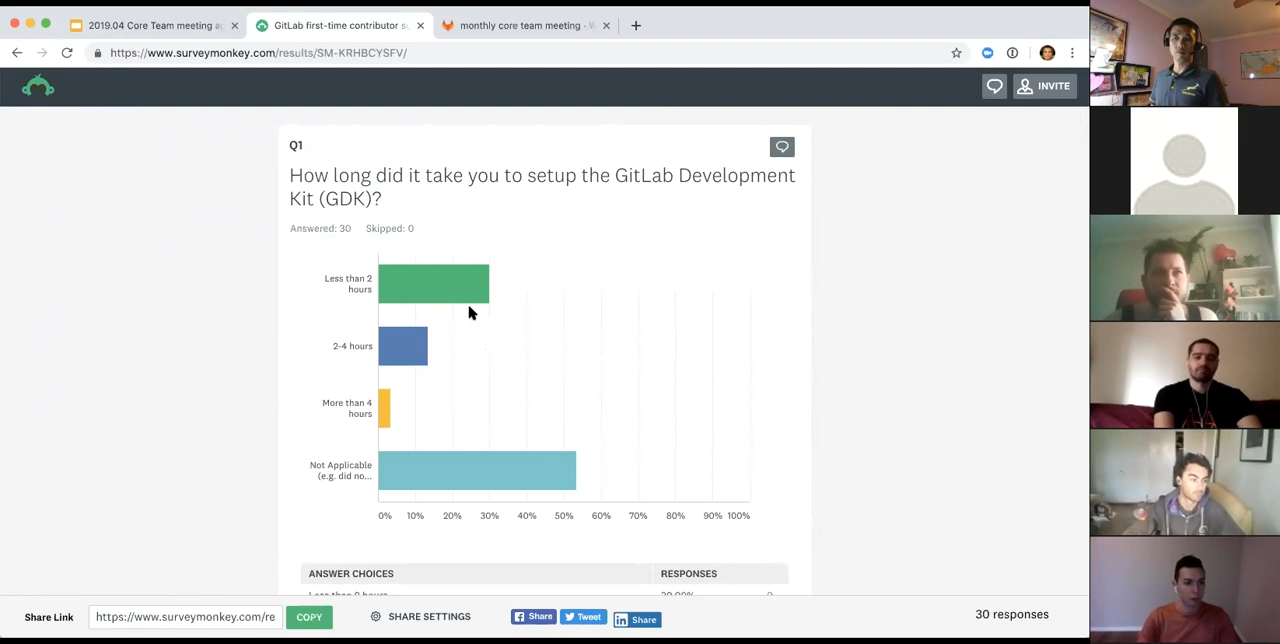 2019.04 Core Team meeting a
GitLab first-time contributor su
monthly core team meeting · W
https://www.surveymonkey.com/results/SM-KRHBCYSFV/
INVITE
Q1
How long did it take you to setup the GitLab Development
Kit (GDK)?
Answered: 30 Skipped: 0
Less than 2
hours
2-4 hours
More than 4
hours
Not Applicable
(e.g. did no...
0% 10% 20% 30% 40% 50% 60% 70% 80% 90% 100%
ANSWER CHOICES RESPONSES
Share Link https://www.surveymonkey.com/re COPY SHARE SETTINGS Share Tweet Share 30 responses